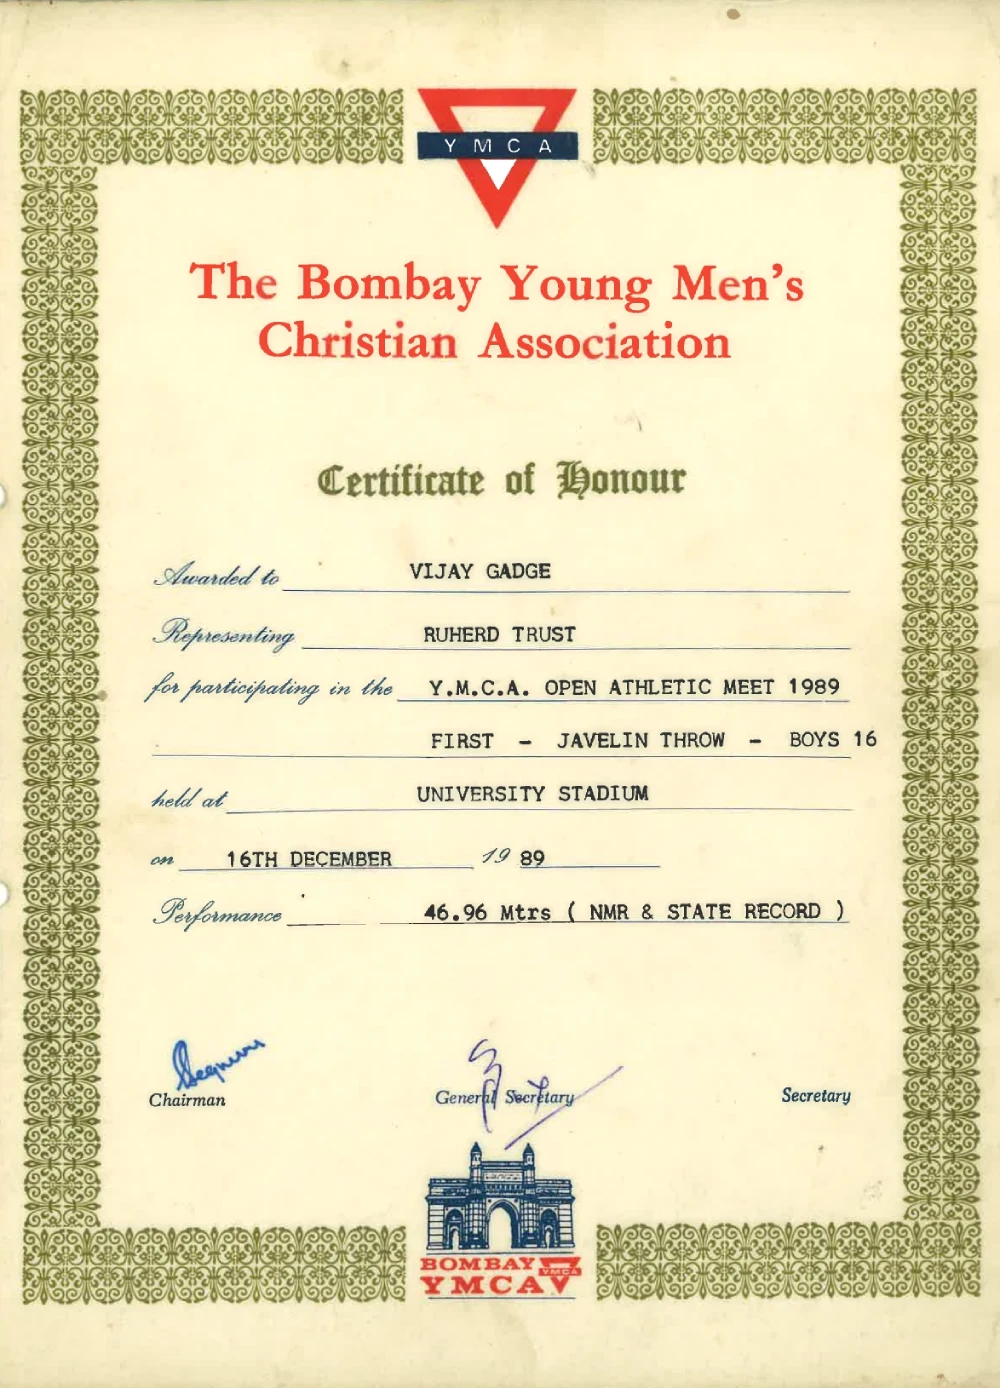 YMCA
The Bombay Young Men's
Christian Association
Certificate of Honour
Awarded to VIJAY GADGE
Representing RUHERD TRUST
for participating in the Y.M.C.A. OPEN ATHLETIC MEET 1989
FIRST - JAVELIN THROW - BOYS 16
held at UNIVERSITY STADIUM
on 16TH DECEMBER 19 89
Performance 46.96 Mtrs ( NMR & STATE RECORD )
Chairman General Secretary Secretary
BOMBAY YMCA
YMCA